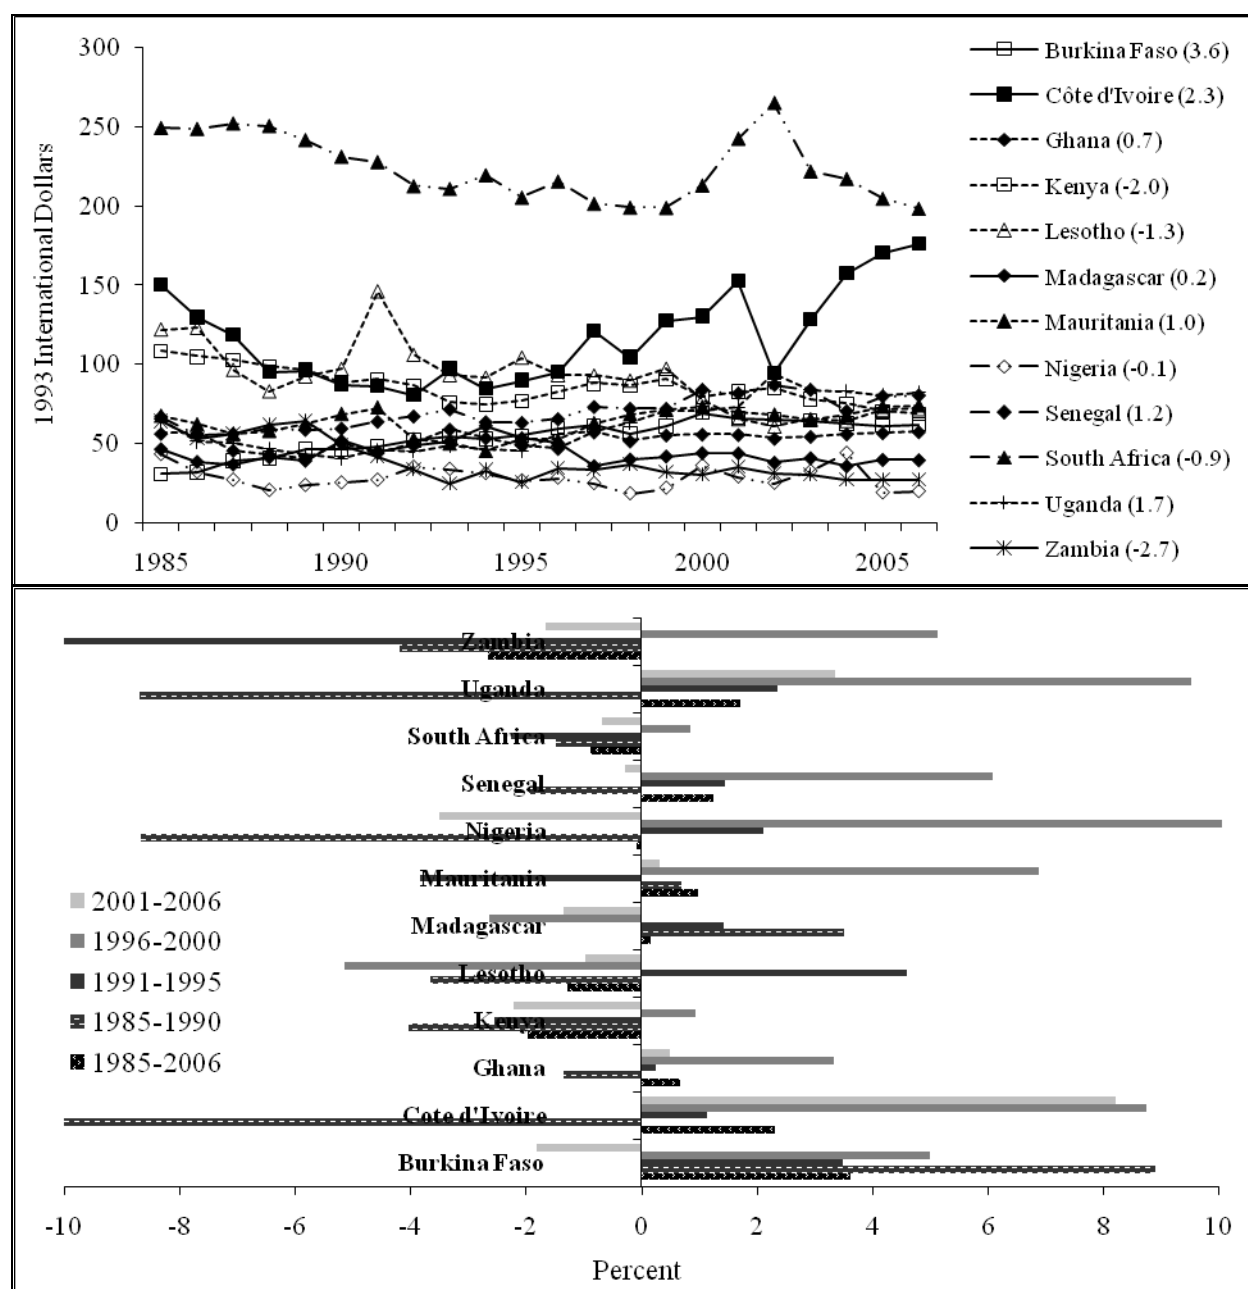 1993 International Dollars
300
250
200
150
100
50
0
1985 1990 1995 2000 2005
Burkina Faso (3.6)
Côte d'Ivoire (2.3)
Ghana (0.7)
Kenya (-2.0)
Lesotho (-1.3)
Madagascar (0.2)
Mauritania (1.0)
Nigeria (-0.1)
Senegal (1.2)
South Africa (-0.9)
Uganda (1.7)
Zambia (-2.7)
Zambia
Uganda
South Africa
Senegal
Nigeria
Mauritania
Madagascar
Lesotho
Kenya
Ghana
Cote d'Ivoire
Burkina Faso
2001-2006
1996-2000
1991-1995
1985-1990
1985-2006
-10 -8 -6 -4 -2 0 2 4 6 8 10
Percent